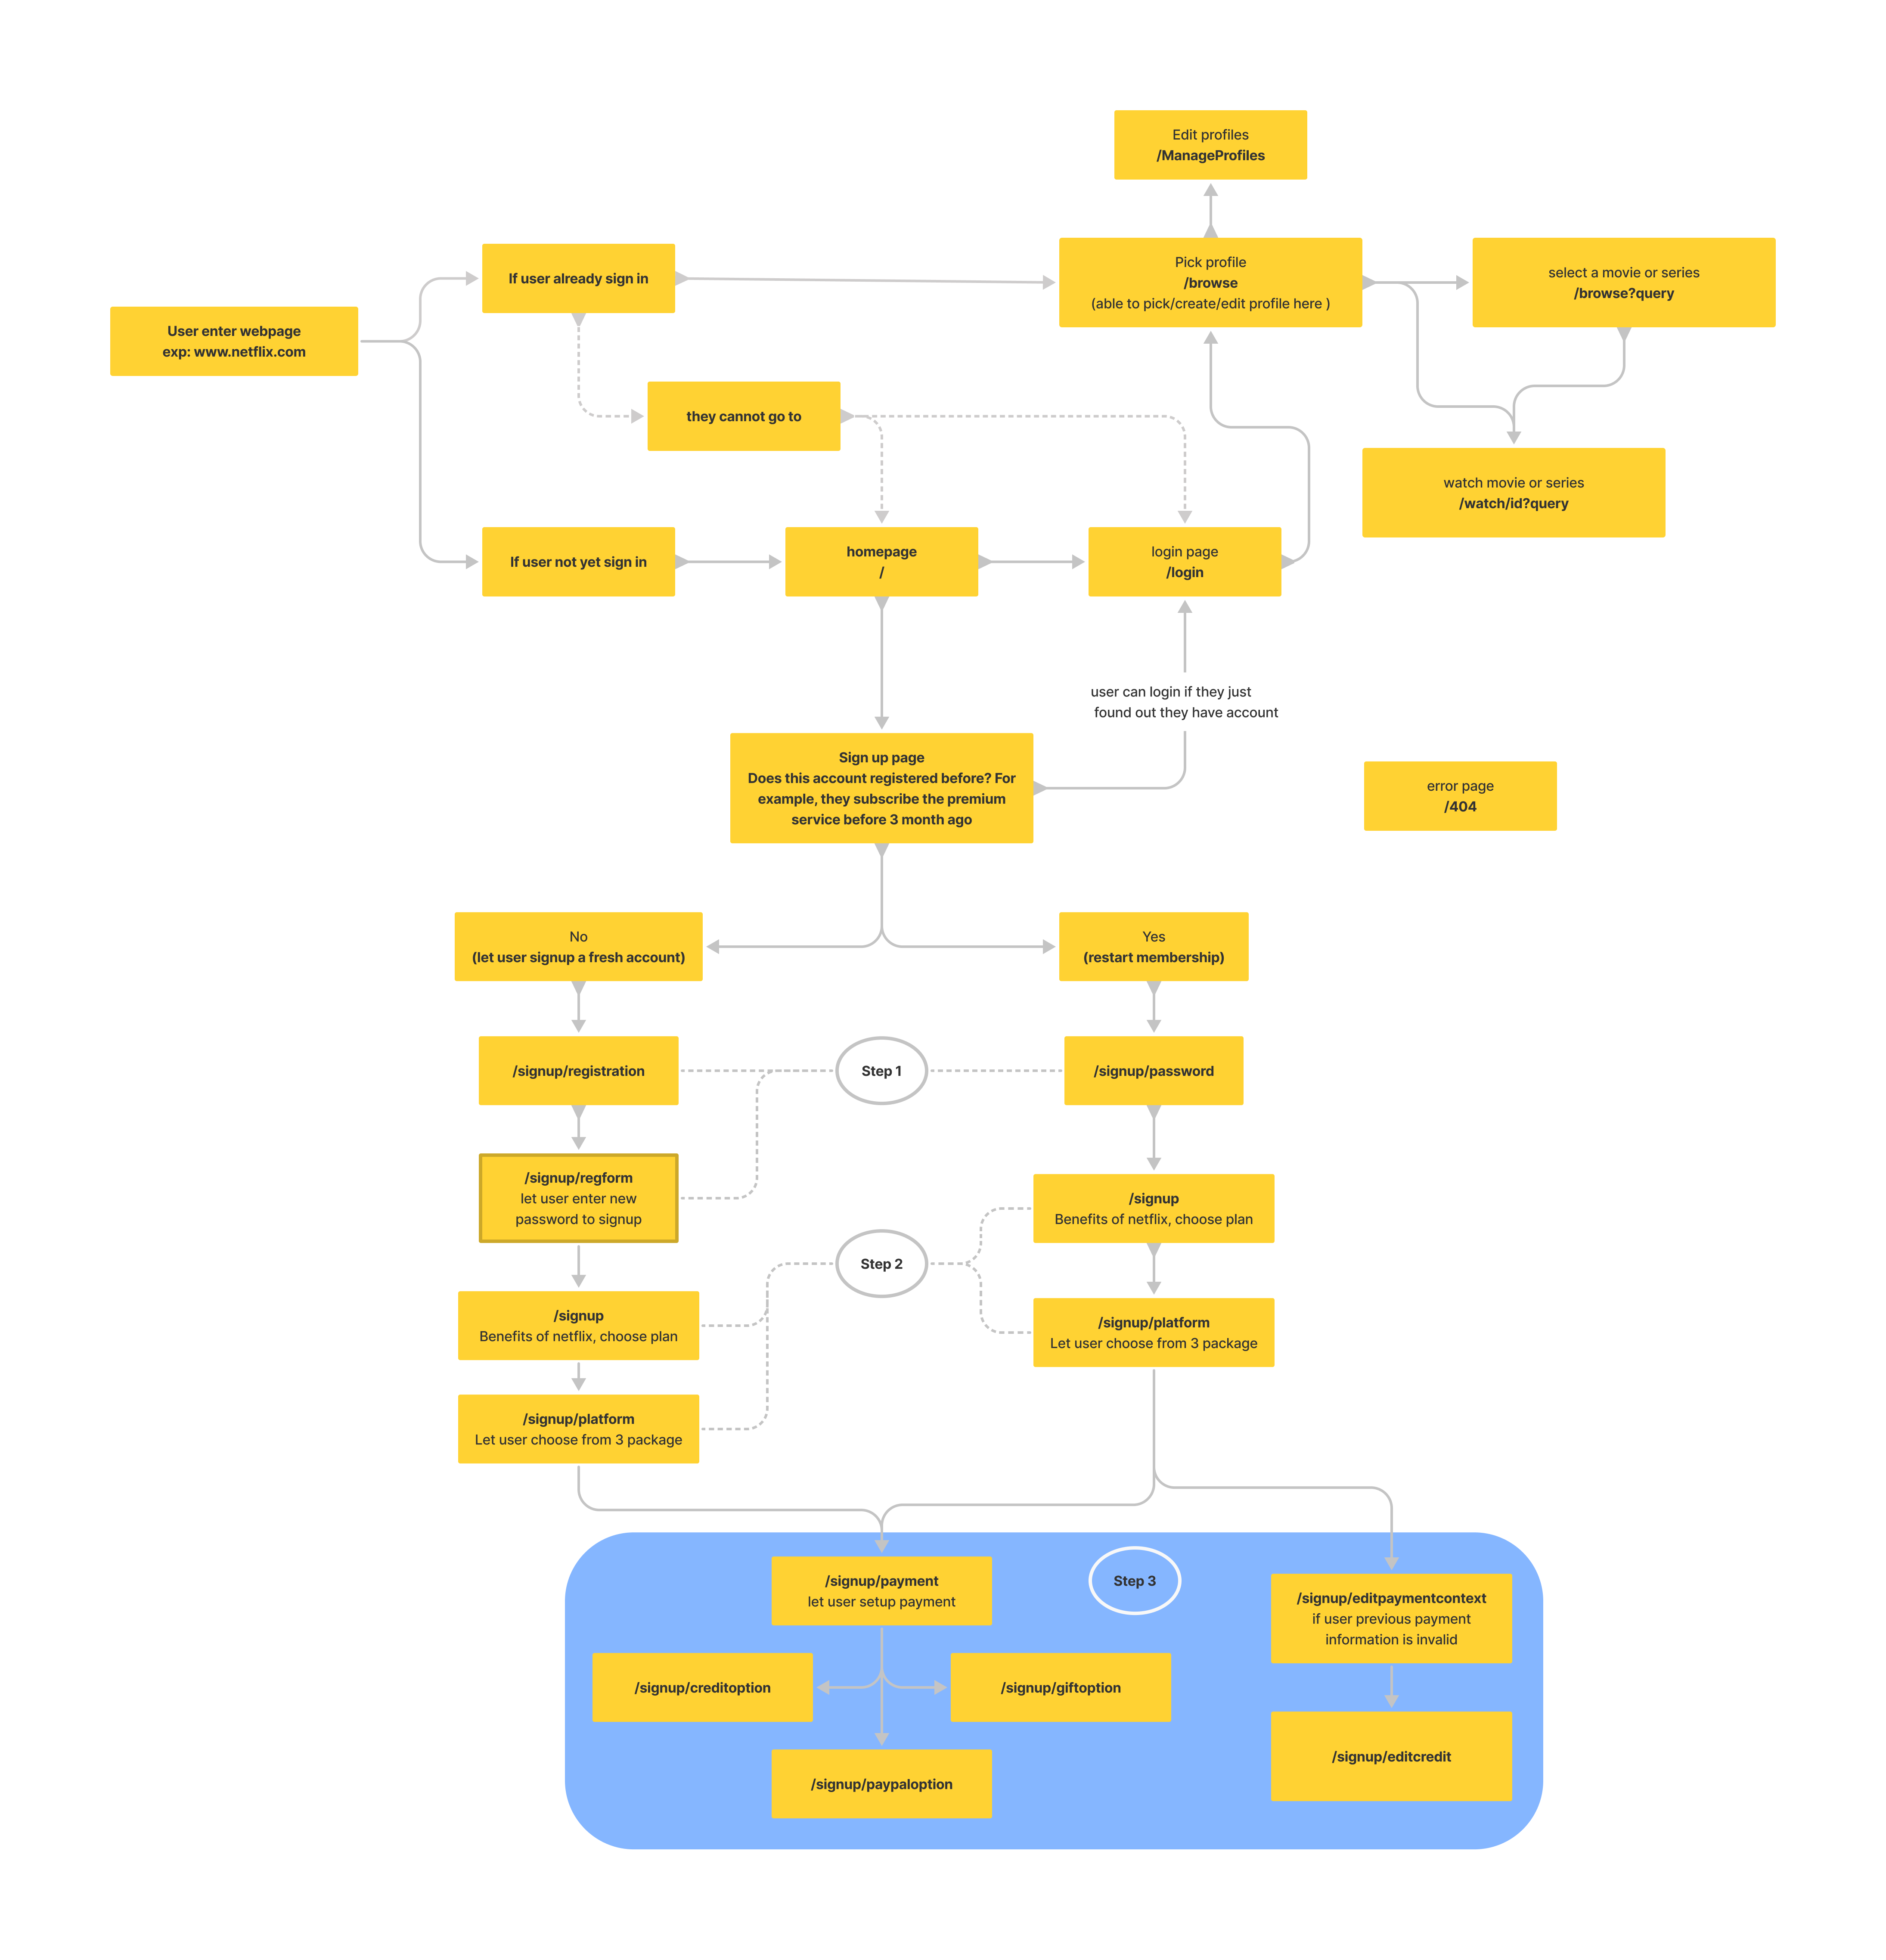 Edit profiles
/ManageProfiles
If user already sign in
Pick profile
/browse
(able to pick/create/edit profile here )
select a movie or series
/browse?query
User enter webpage
exp: www.netflix.com
they cannot go to
watch movie or series
/watch/id?query
If user not yet sign in
homepage
/
login page
/login
user can login if they just
found out they have account
Sign up page
Does this account registered before? For
example, they subscribe the premium
service before 3 month ago
error page
/404
No
(let user signup a fresh account)
Yes
(restart membership)
/signup/registration
Step 1
/signup/password
/signup/regform
let user enter new
password to signup
/signup
Benefits of netflix, choose plan
Step 2
/signup
Benefits of netflix, choose plan
/signup/platform
Let user choose from 3 package
/signup/platform
Let user choose from 3 package
/signup/payment
let user setup payment
Step 3
/signup/editpaymentcontext
if user previous payment
information is invalid
/signup/creditoption
/signup/giftoption
/signup/editcredit
/signup/paypaloption